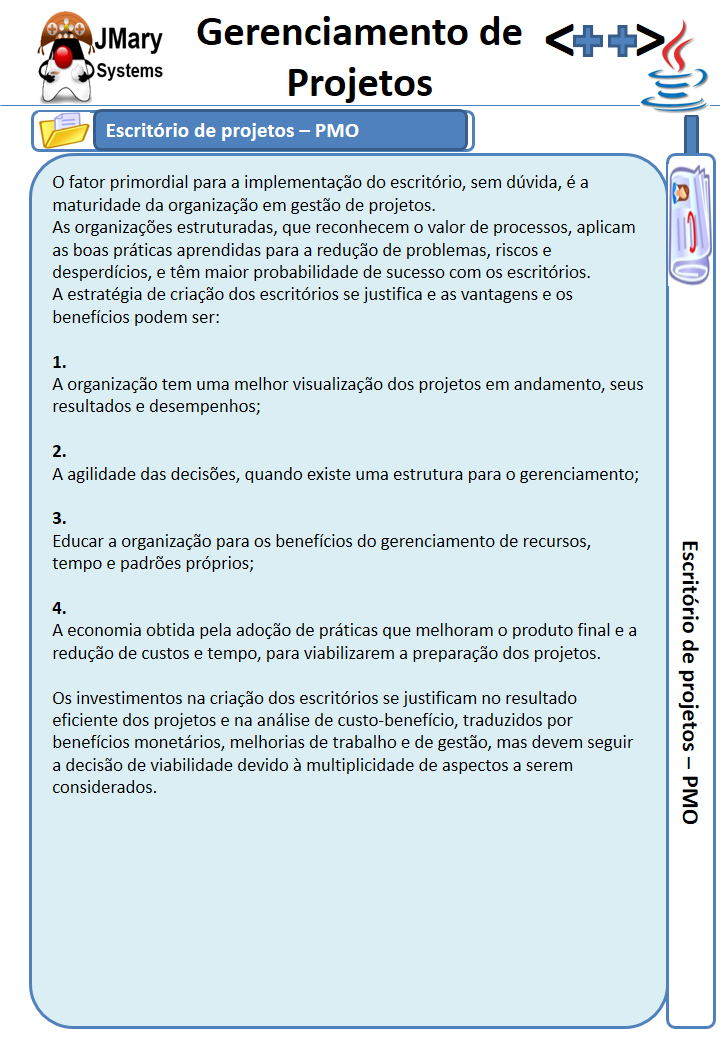 JMary
Systems
Gerenciamento de
Projetos
<++>
Escritório de projetos – PMO
O fator primordial para a implementação do escritório, sem dúvida, é a
maturidade da organização em gestão de projetos.
As organizações estruturadas, que reconhecem o valor de processos, aplicam
as boas práticas aprendidas para a redução de problemas, riscos e
desperdícios, e têm maior probabilidade de sucesso com os escritórios.
A estratégia de criação dos escritórios se justifica e as vantagens e os
benefícios podem ser:
1.
A organização tem uma melhor visualização dos projetos em andamento, seus
resultados e desempenhos;
2.
A agilidade das decisões, quando existe uma estrutura para o gerenciamento;
3.
Educar a organização para os benefícios do gerenciamento de recursos,
tempo e padrões próprios;
4.
A economia obtida pela adoção de práticas que melhoram o produto final e a
redução de custos e tempo, para viabilizarem a preparação dos projetos.
Os investimentos na criação dos escritórios se justificam no resultado
eficiente dos projetos e na análise de custo-benefício, traduzidos por
benefícios monetários, melhorias de trabalho e de gestão, mas devem seguir
a decisão de viabilidade devido à multiplicidade de aspectos a serem
considerados.
Escritório de projetos – PMO